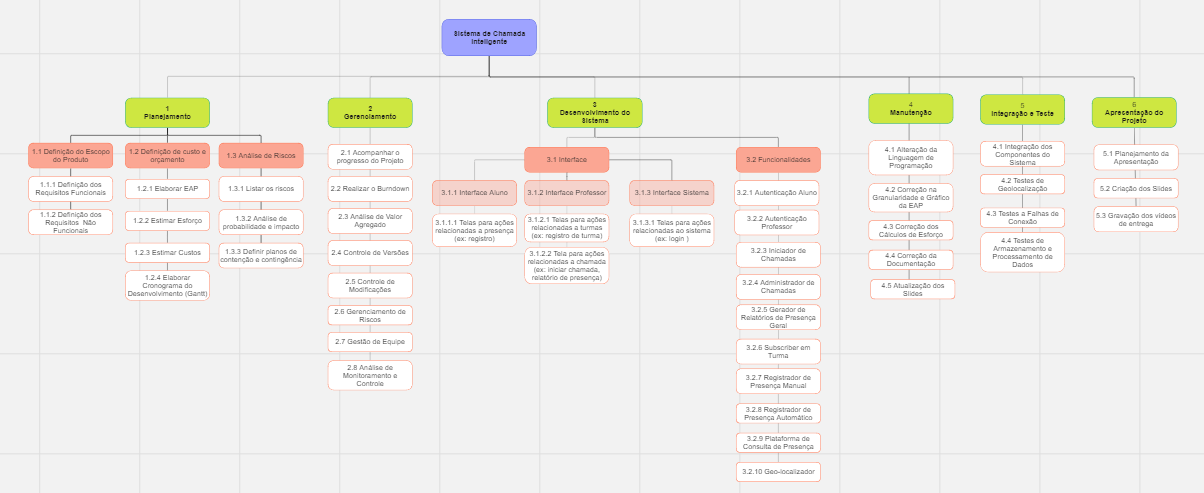 Sistema de Chamada
Inteligente
1
Planejamento
1.1 Definição do Escopo
do Produto
1.1.1 Definição dos
Requisitos Funcionais
1.1.2 Definição dos
Requisitos Não
Funcionais
1.2 Definição de custo e
orçamento
1.2.1 Elaborar EAP
1.2.2 Estimar Esforço
1.2.3 Estimar Custos
1.2.4 Elaborar
Cronograma do
Desenvolvimento (Gantt)
1.3 Análise de Riscos
1.3.1 Listar os riscos
1.3.2 Análise de
probabilidade e impacto
1.3.3 Definir planos de
contenção e contingência
2
Gerenciamento
2.1 Acompanhar o
progresso do Projeto
2.2 Realizar o Burndown
2.3 Análise de Valor
Agregado
2.4 Controle de Versões
2.5 Controle de
Modificações
2.6 Gerenciamento de
Riscos
2.7 Gestão de Equipe
2.8 Análise de
Monitoramento e
Controle
3
Desenvolvimento do
Sistema
3.1 Interface
3.1.1 Interface Aluno
3.1.1.1 Telas para ações
relacionadas a presença
(ex: registro)
3.1.2 Interface Professor
3.1.2.1 Telas para ações
relacionadas a turmas
(ex: registro de turma)
3.1.2.2 Tela para ações
relacionadas a chamada
(ex: iniciar chamada,
relatório de presença)
3.1.3 Interface Sistema
3.1.3.1 Telas para ações
relacionadas ao sistema
(ex: login )
3.2 Funcionalidades
3.2.1 Autenticação Aluno
3.2.2 Autenticação
Professor
3.2.3 Iniciador de
Chamadas
3.2.4 Administrador de
Chamadas
3.2.5 Gerador de
Relatórios de Presença
Geral
3.2.6 Subscriber em
Turma
3.2.7 Registrador de
Presença Manual
3.2.8 Registrador de
Presença Automático
3.2.9 Plataforma de
Consulta de Presença
3.2.10 Geo-localizador
4
Manutenção
4.1 Alteração da
Linguagem de
Programação
4.2 Correção na
Granularidade e Gráfico
da EAP
4.3 Correção dos
Cálculos de Esforço
4.4 Correção da
Documentação
4.5 Atualização dos
Slides
5
Integração e Teste
4.1 Integração dos
Componentes do
Sistema
4.2 Testes de
Geolocalização
4.3 Testes a Falhas de
Conexão
4.4 Testes de
Armazenamento e
Processamento de
Dados
6
Apresentação do
Projeto
5.1 Planejamento da
Apresentação
5.2 Criação dos Slides
5.3 Gravação dos vídeos
de entrega